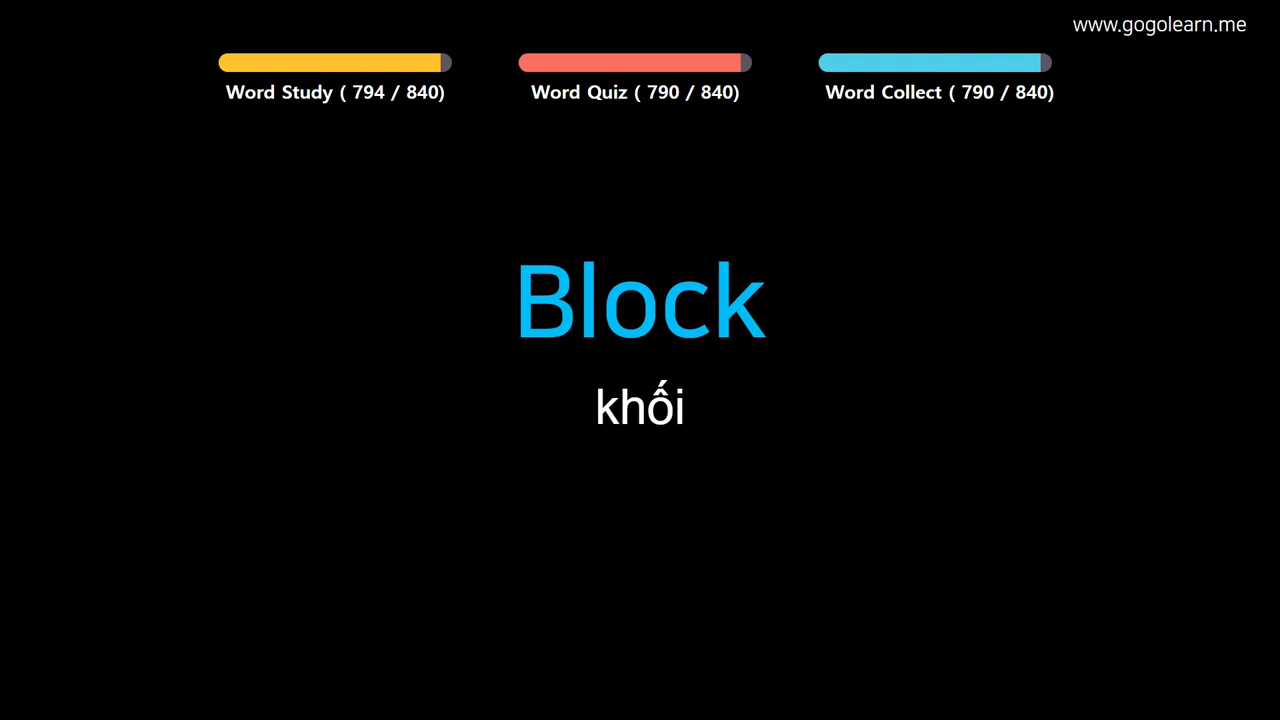 www.gogolearn.me
Word Study ( 794 / 840)
Word Quiz ( 790 / 840)
Word Collect ( 790 / 840)
Block
khối